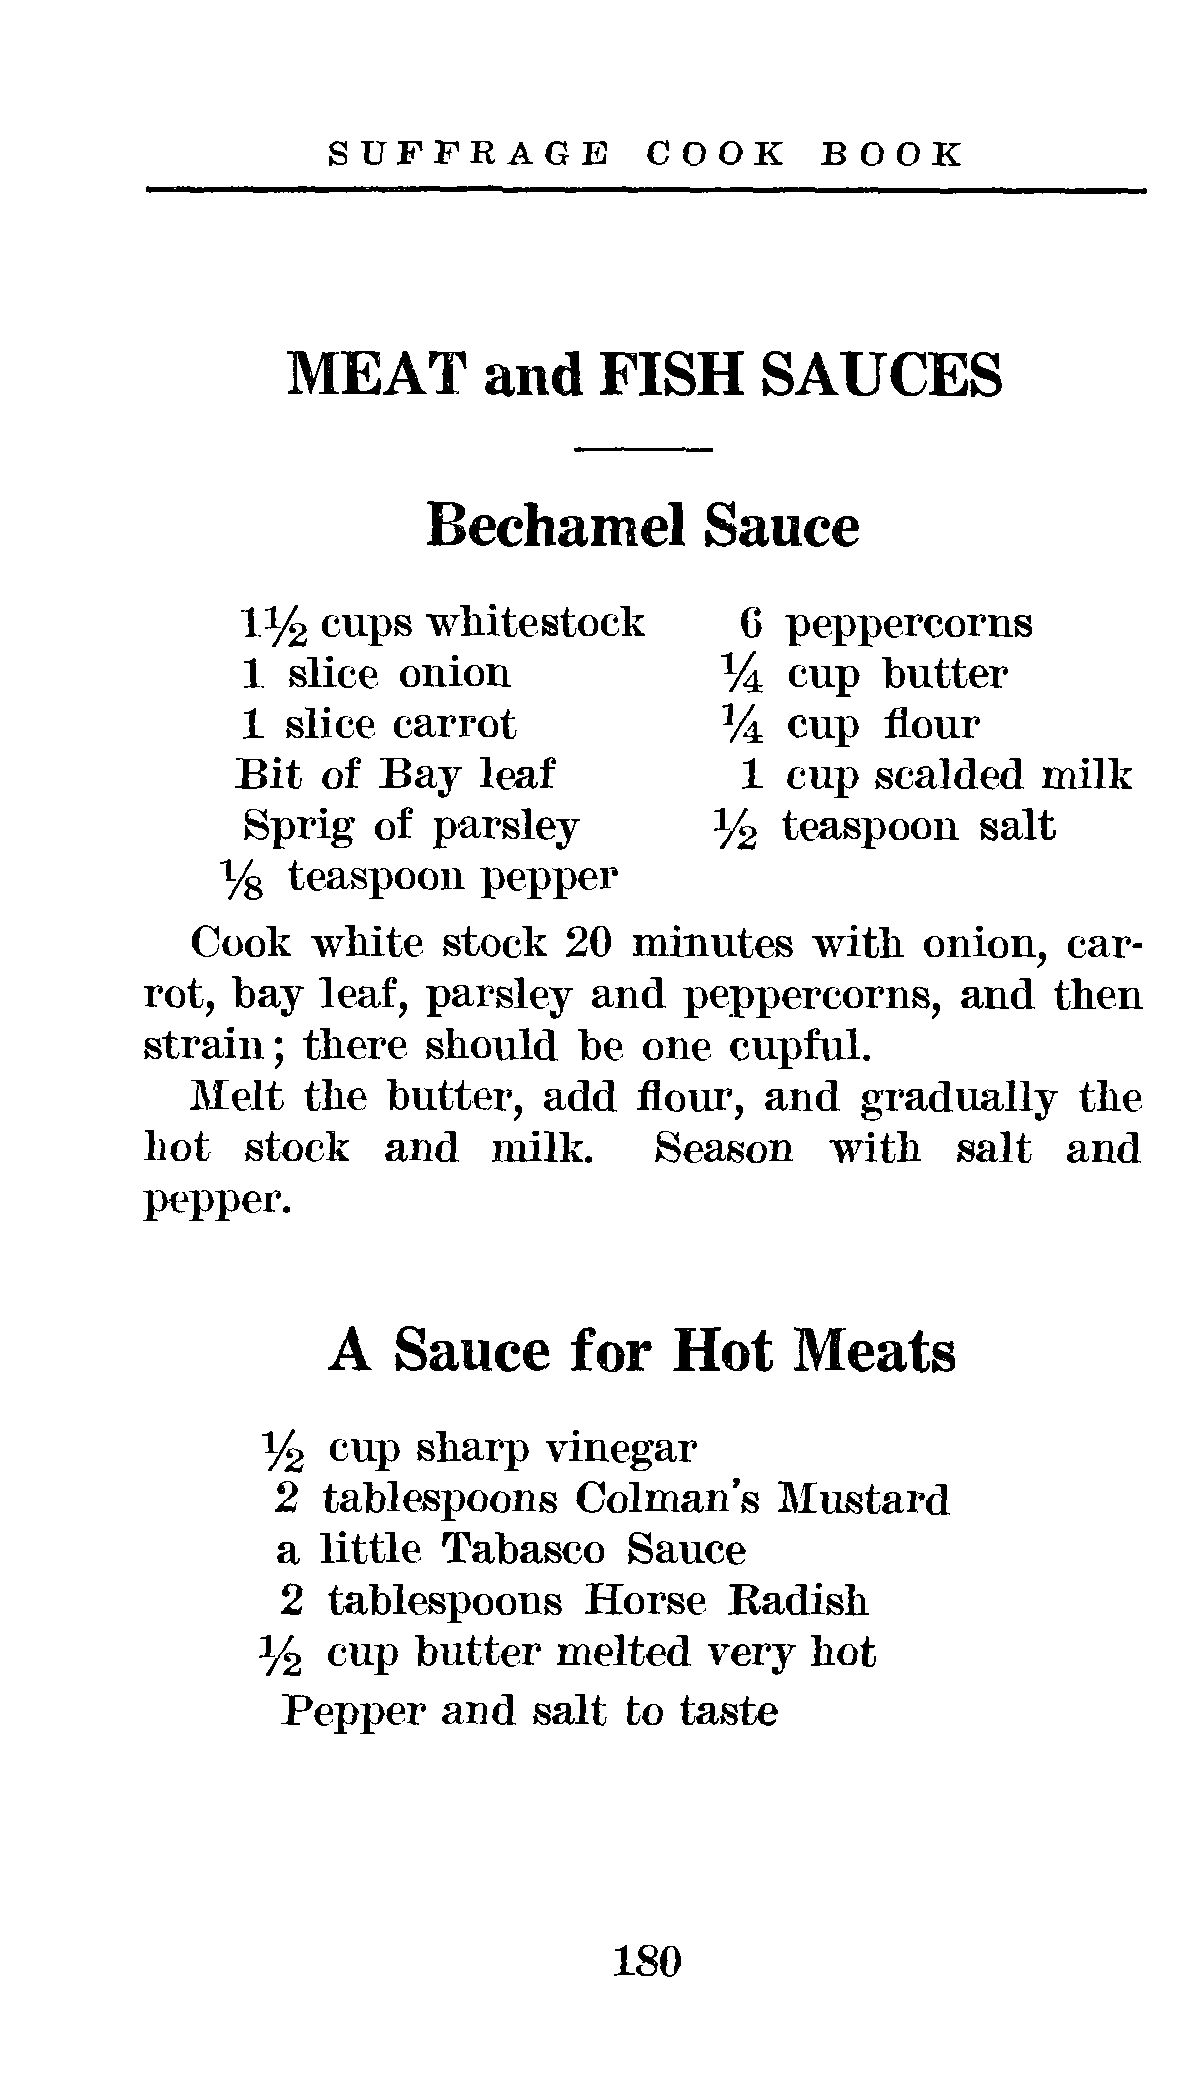 SUFFRAGE COOK BOOK
MEAT and FISH SAUCES
Bechamel Sauce
1½ cups whitestock
1 slice onion
1 slice carrot
Bit of Bay leaf
Sprig of parsley
⅛ teaspoon pepper
6 peppercorns
¼ cup butter
¼ cup flour
1 cup scalded milk
½ teaspoon salt
Cook white stock 20 minutes with onion, car-
rot, bay leaf, parsley and peppercorns, and then
strain; there should be one cupful.
Melt the butter, add flour, and gradually the
hot stock and milk. Season with salt and
pepper.
A Sauce for Hot Meats
½ cup sharp vinegar
2 tablespoons Colman's Mustard
a little Tabasco Sauce
2 tablespoons Horse Radish
½ cup butter melted very hot
Pepper and salt to taste
180